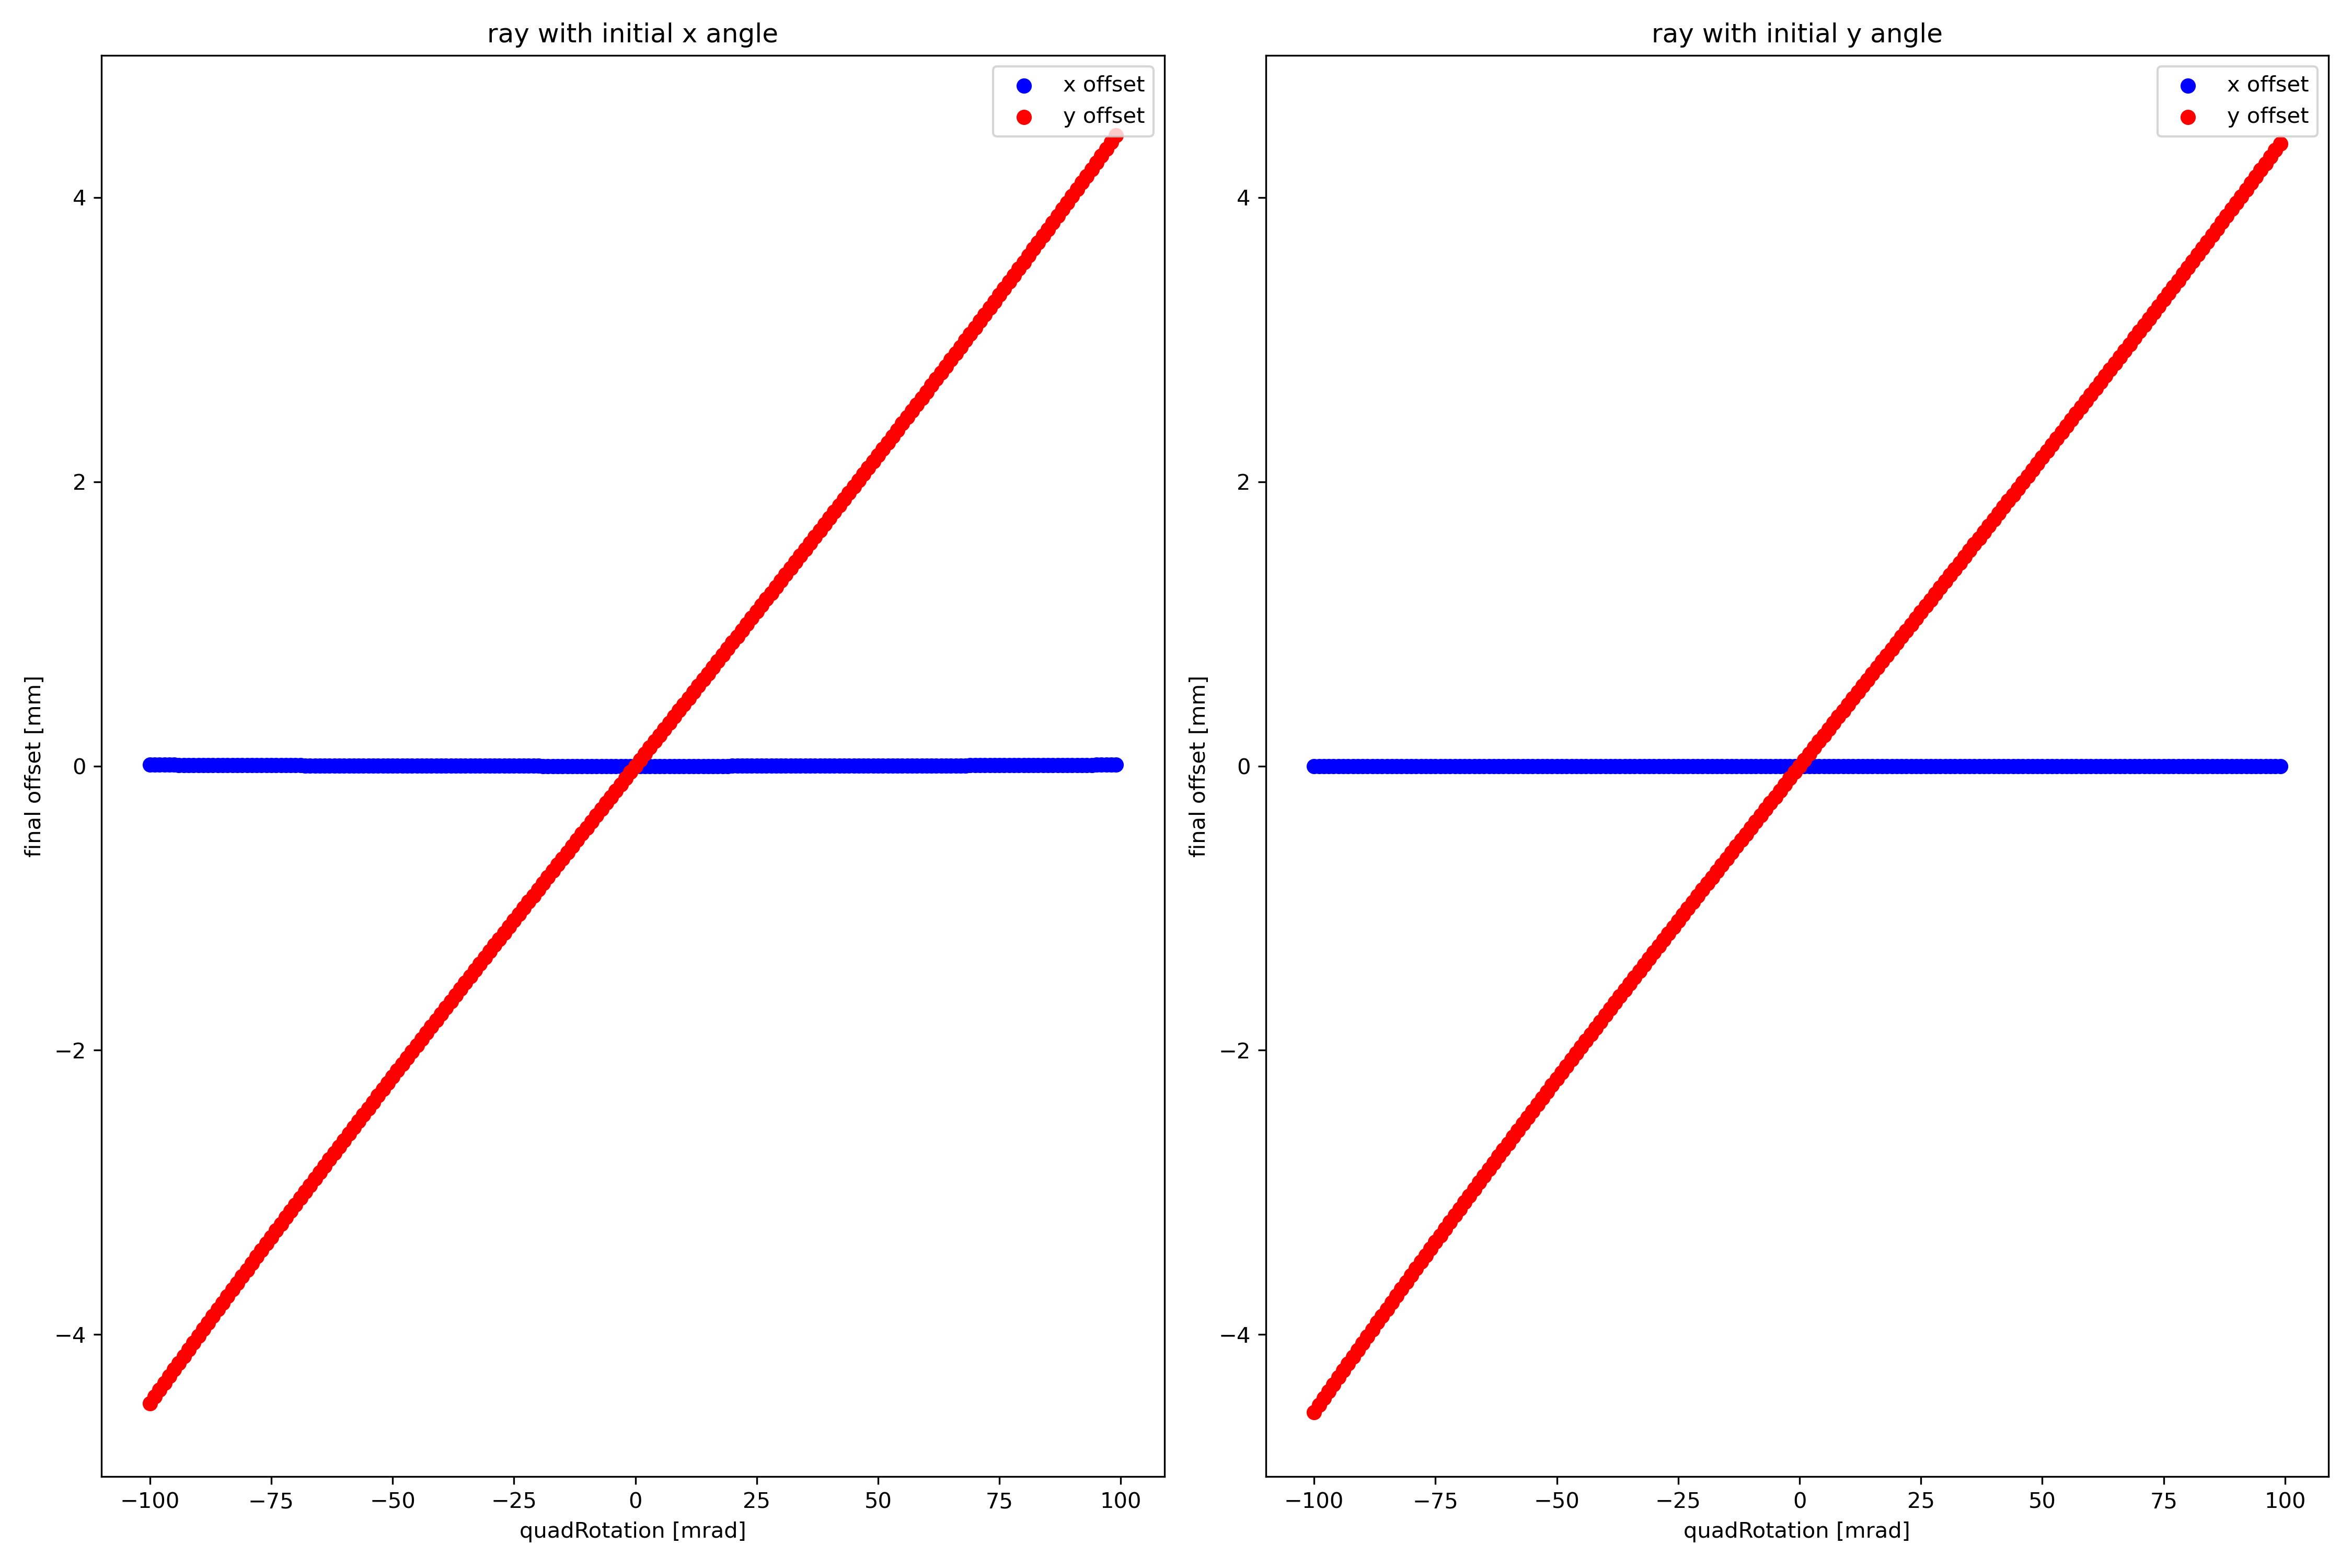 ray with initial x angle
x offset
y offset
4
2
0
−2
−4
final offset [mm]
−100 −75 −50 −25 0 25 50 75 100
quadRotation [mrad]
ray with initial y angle
x offset
y offset
4
2
0
−2
−4
final offset [mm]
−100 −75 −50 −25 0 25 50 75 100
quadRotation [mrad]